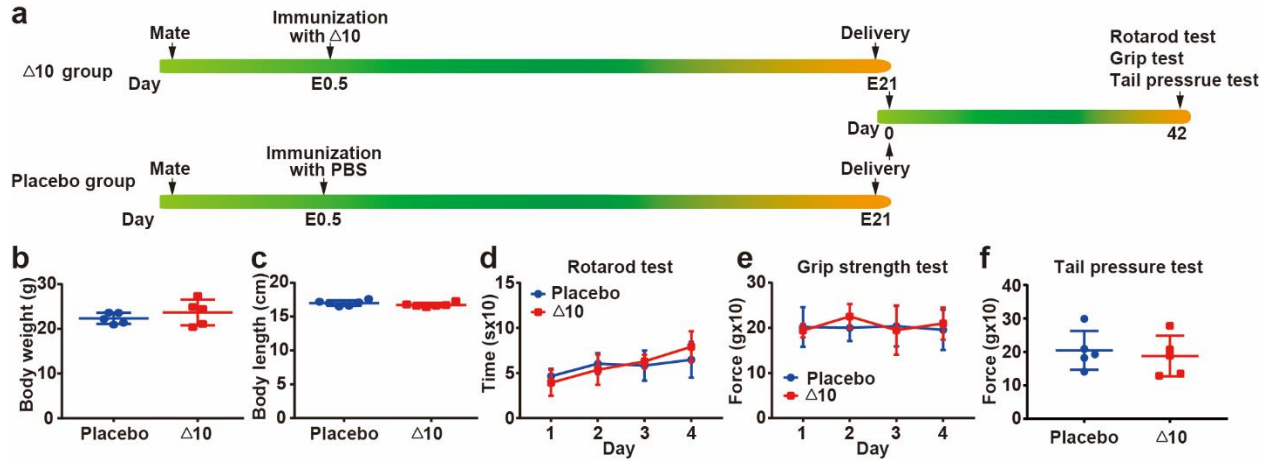 a
Mate
Immunization
with △10
Delivery
△10 group
Day
E0.5
E21
Rotarod test
Grip test
Tail pressrue test
Day
0
42
Mate
Immunization
with PBS
Delivery
Placebo group
Day
E0.5
E21
b
Body weight (g)
30
20
10
0
Placebo
△10
c
Body length (cm)
20
15
10
5
0
Placebo
△10
d
Rotarod test
Time (sx10)
15
10
5
0
Placebo
△10
1
2
3
4
Day
e
Grip strength test
Force (gx10)
30
20
10
0
Placebo
△10
1
2
3
4
Day
f
Tail pressure test
Force (gx10)
40
30
20
10
0
Placebo
△10